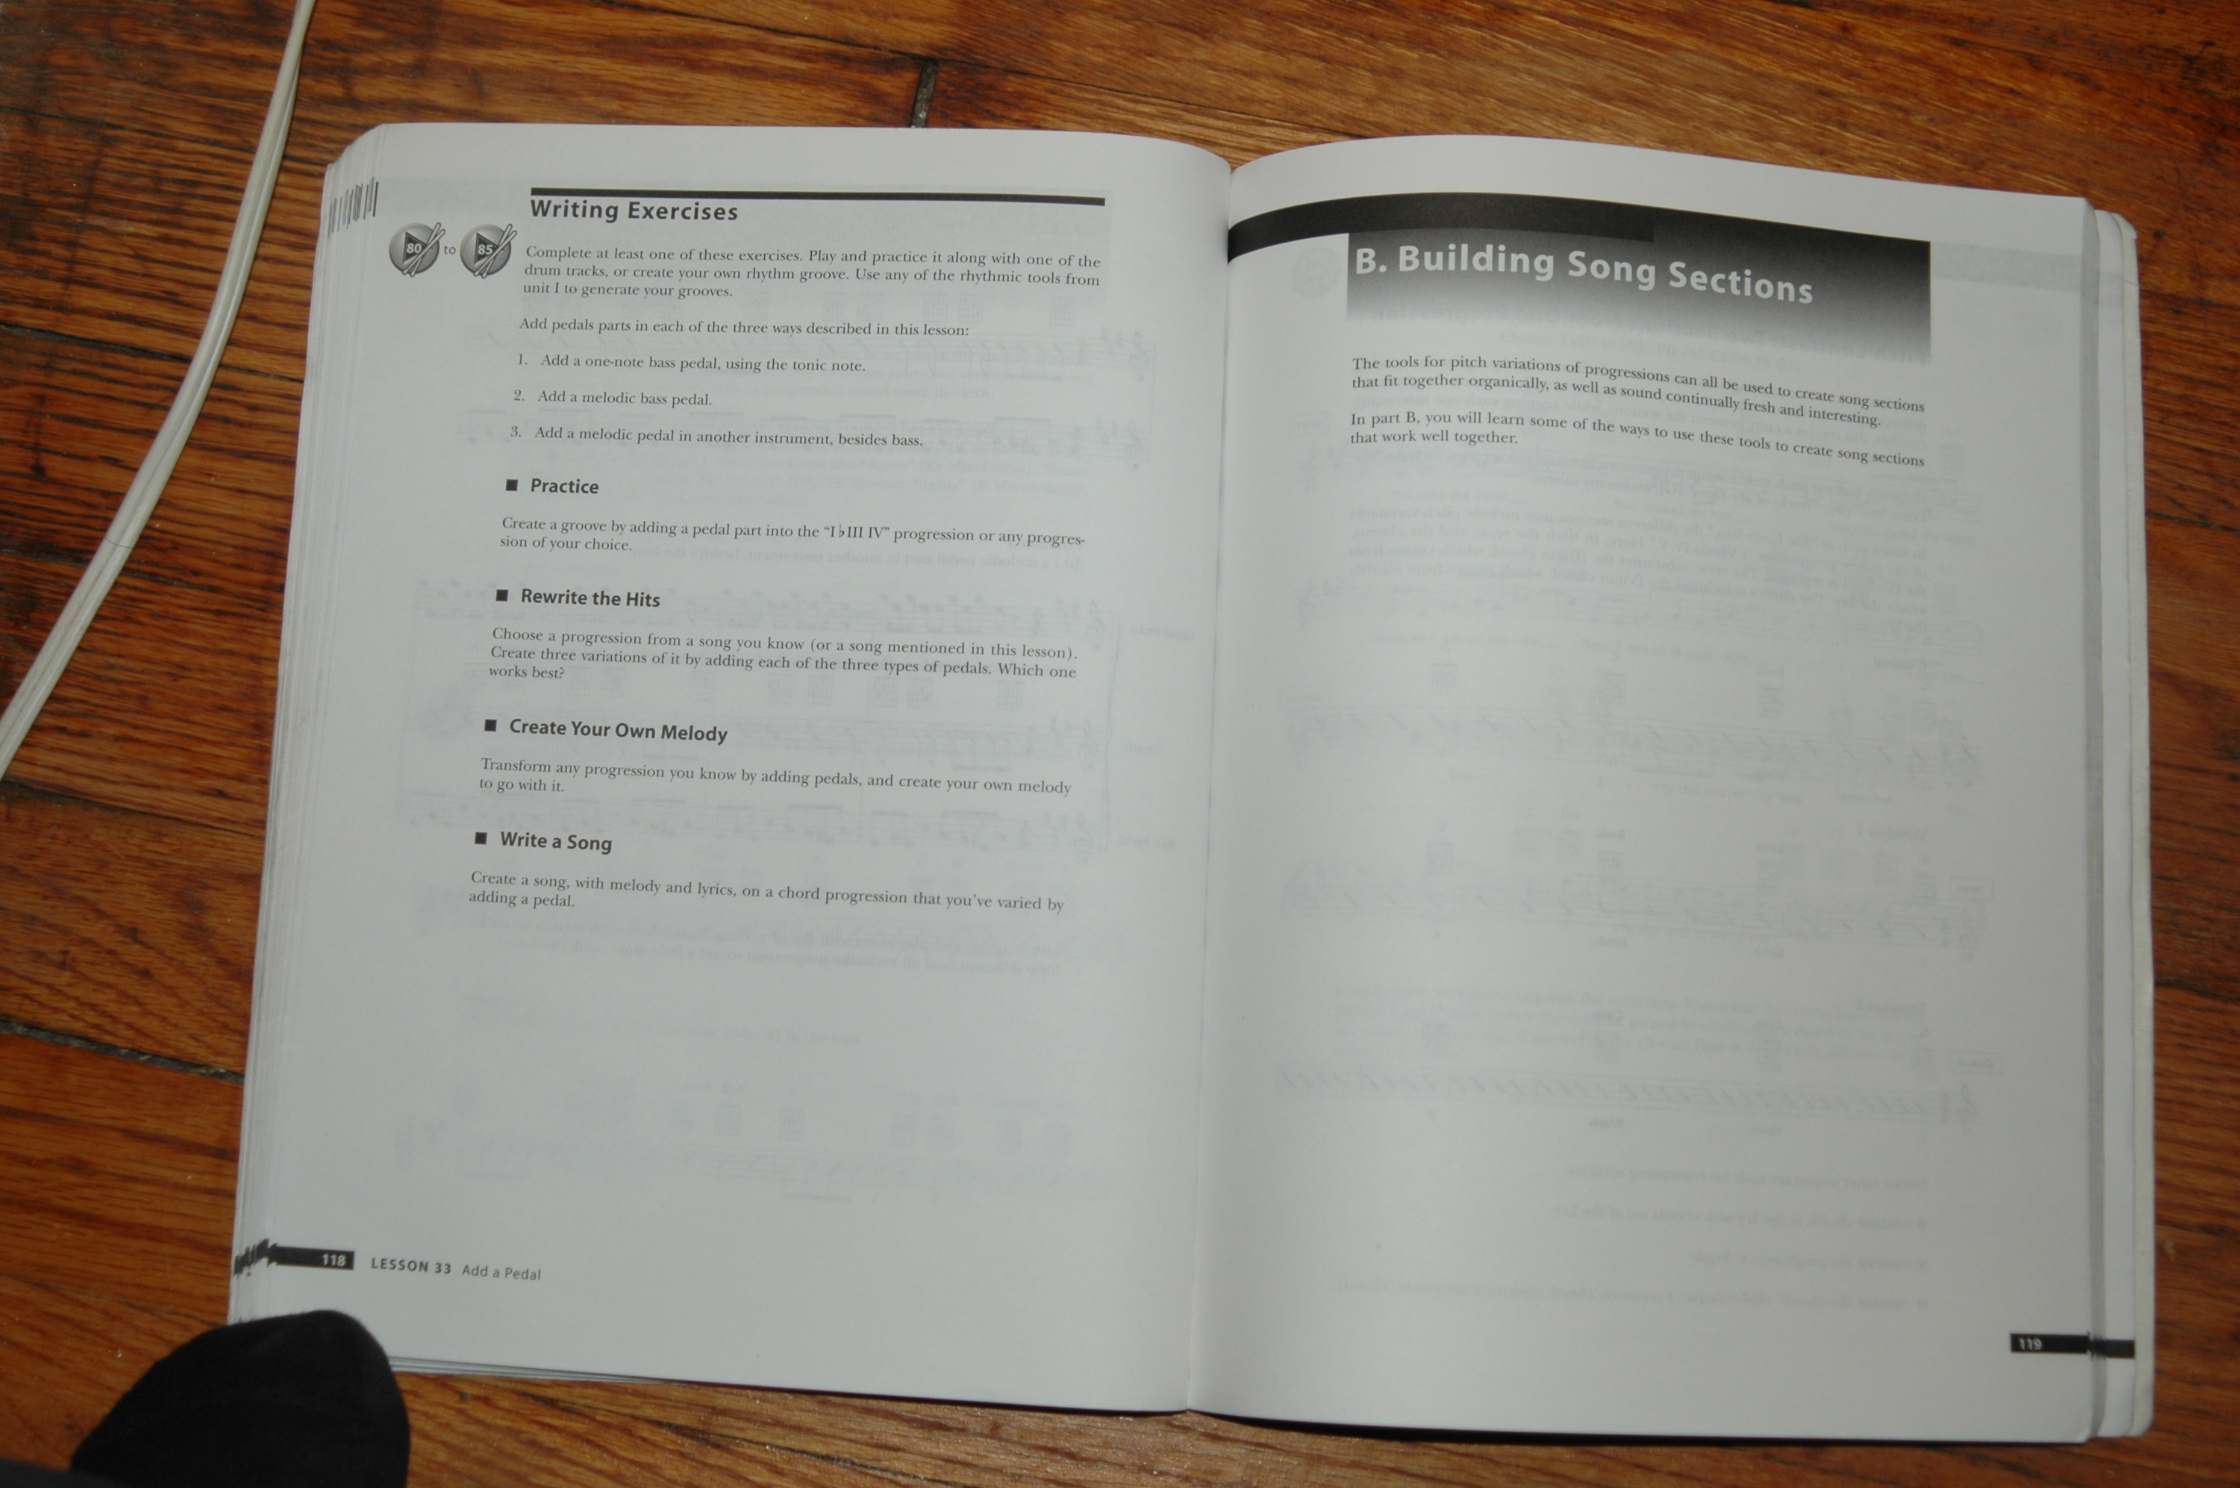 Writing Exercises
80 to 85
Complete at least one of these exercises. Play and practice it along with one of the
drum tracks, or create your own rhythm groove. Use any of the rhythmic tools from
unit I to generate your grooves.
Add pedals parts in each of the three ways described in this lesson:
1. Add a one-note bass pedal, using the tonic note.
2. Add a melodic bass pedal.
3. Add a melodic pedal in another instrument, besides bass.
■ Practice
Create a groove by adding a pedal part into the “I ♭III IV” progression or any progres-
sion of your choice.
■ Rewrite the Hits
Choose a progression from a song you know (or a song mentioned in this lesson).
Create three variations of it by adding each of the three types of pedals. Which one
works best?
■ Create Your Own Melody
Transform any progression you know by adding pedals, and create your own melody
to go with it.
■ Write a Song
Create a song, with melody and lyrics, on a chord progression that you’ve varied by
adding a pedal.
118 LESSON 33 Add a Pedal
B. Building Song Sections
The tools for pitch variations of progressions can all be used to create song sections
that fit together organically, as well as sound continually fresh and interesting.
In part B, you will learn some of the ways to use these tools to create song sections
that work well together.
119